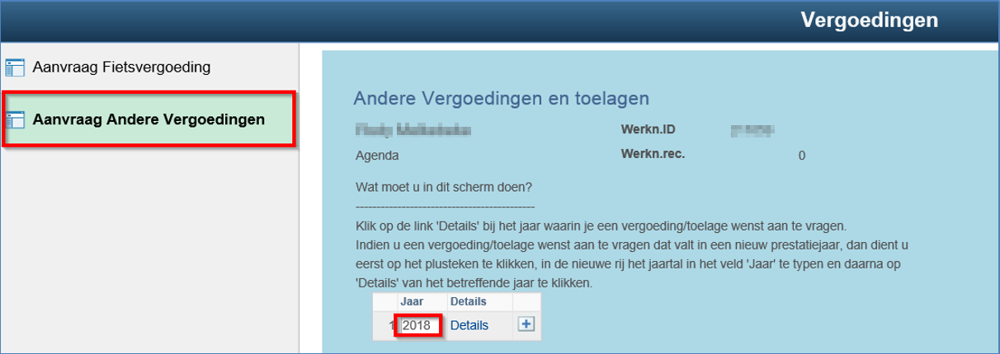 Vergoedingen
Aanvraag Fietsvergoeding
Aanvraag Andere Vergoedingen
Andere Vergoedingen en toelagen
Werkn.ID
Agenda Werkn.rec. 0
Wat moet u in dit scherm doen?
-------------------------------------------
Klik op de link 'Details' bij het jaar waarin je een vergoeding/toelage wenst aan te vragen.
Indien u een vergoeding/toelage wenst aan te vragen dat valt in een nieuw prestatiejaar, dan dient u
eerst op het plusteken te klikken, in de nieuwe rij het jaartal in het veld 'Jaar' te typen en daarna op
'Details' van het betreffende jaar te klikken.
Jaar Details
1 2018 Details